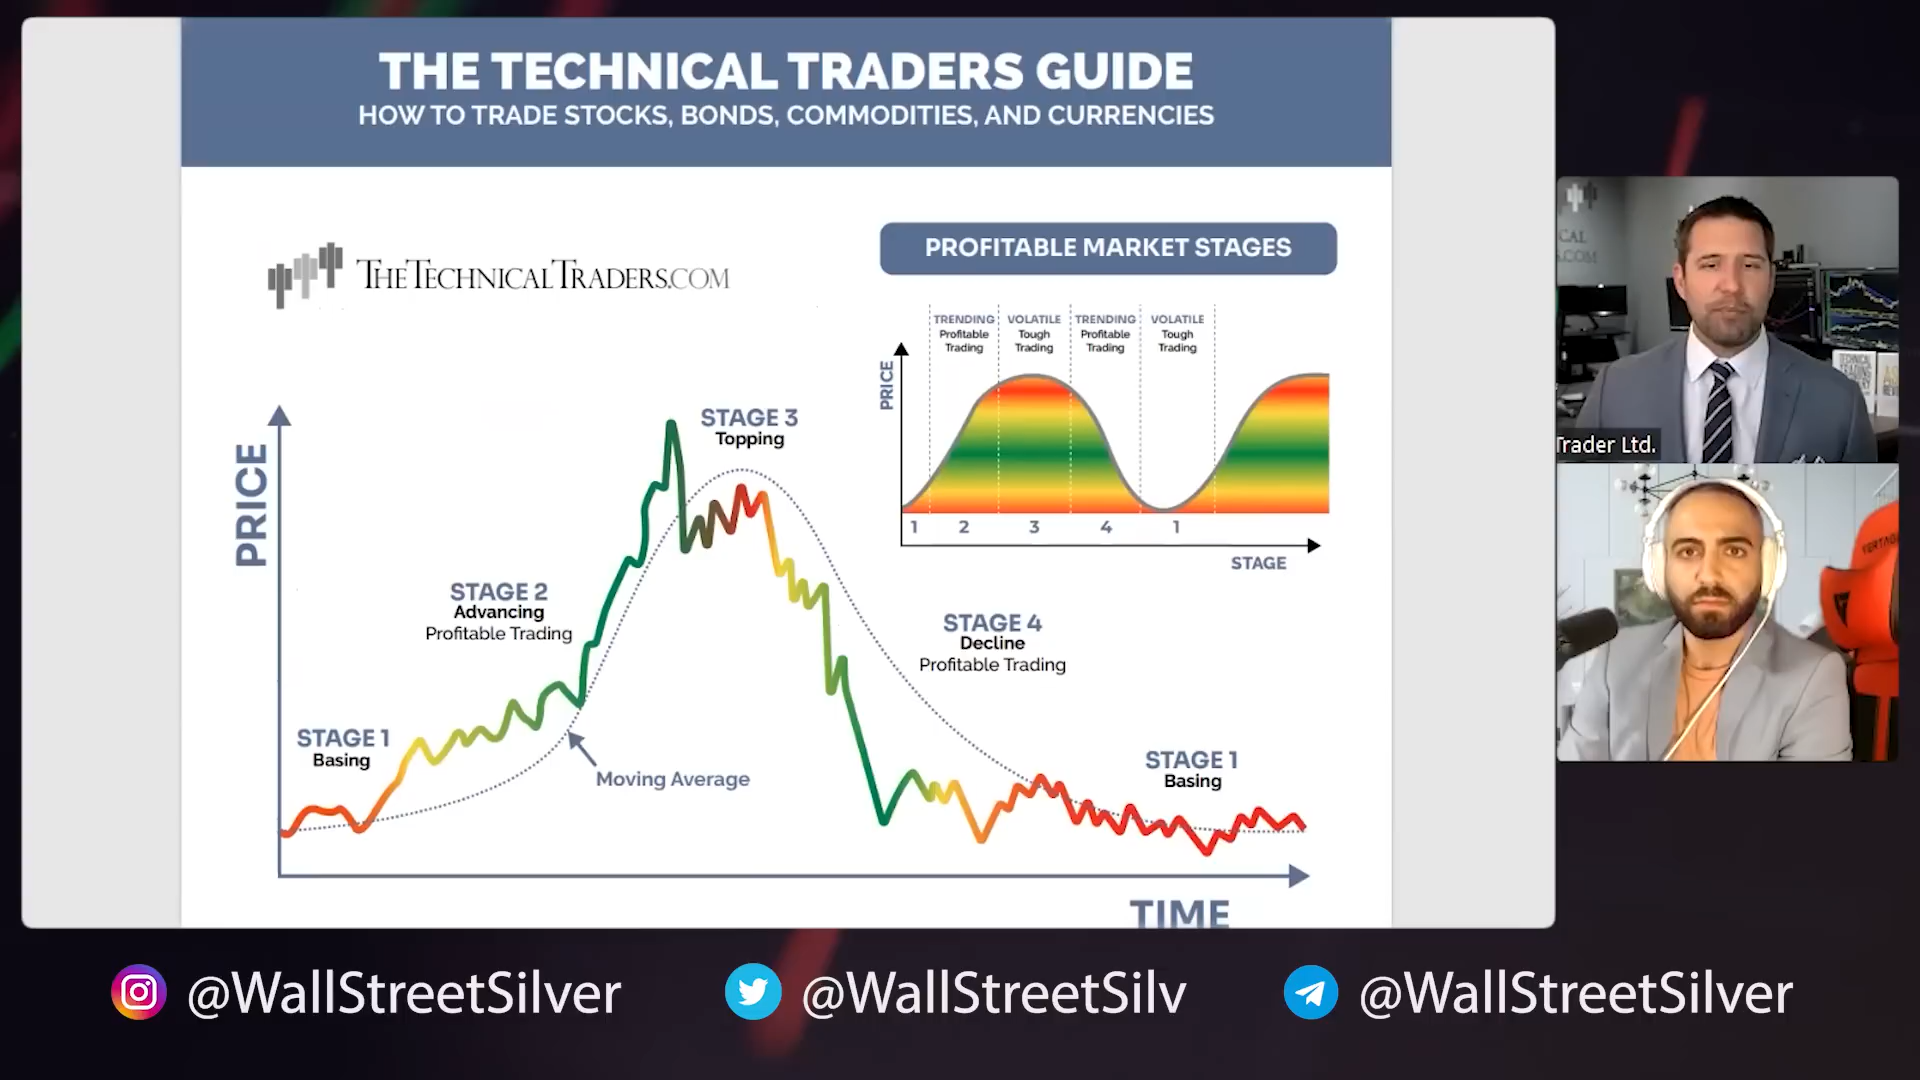 THE TECHNICAL TRADERS GUIDE
HOW TO TRADE STOCKS, BONDS, COMMODITIES, AND CURRENCIES
THETECHNICALTRADERS.COM
PROFITABLE MARKET STAGES
TRENDING
Profitable
Trading
VOLATILE
Tough
Trading
TRENDING
Profitable
Trading
VOLATILE
Tough
Trading
PRICE
1 2 3 4 1
STAGE
PRICE
STAGE 3
Topping
STAGE 2
Advancing
Profitable Trading
STAGE 4
Decline
Profitable Trading
STAGE 1
Basing
Moving Average
STAGE 1
Basing
TIME
Trader Ltd.
@WallStreetSilver
@WallStreetSilv
@WallStreetSilver